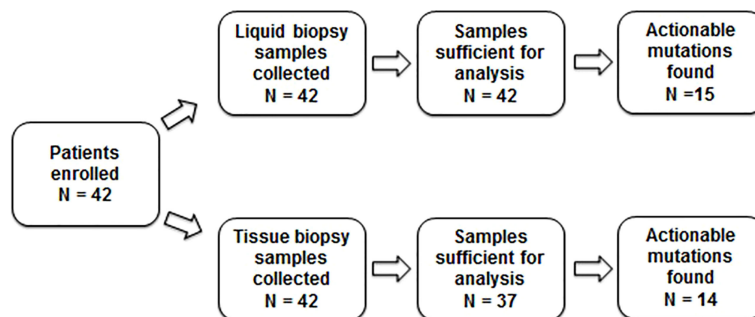 Patients
enrolled
N = 42
Liquid biopsy
samples
collected
N = 42
Samples
sufficient for
analysis
N = 42
Actionable
mutations
found
N =15
Tissue biopsy
samples
collected
N = 42
Samples
sufficient for
analysis
N = 37
Actionable
mutations
found
N = 14